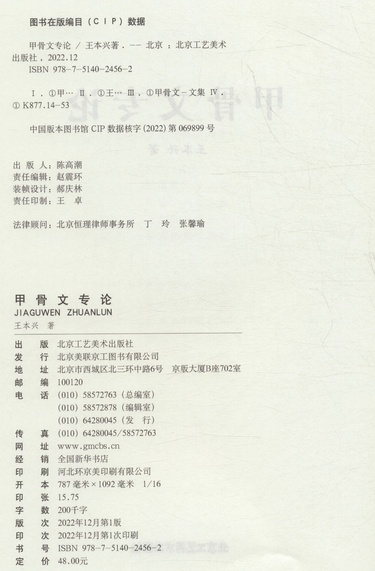 图书在版编目（CIP）数据
甲骨文专论 / 王本兴著 . -- 北京 ：北京工艺美术
出版社 , 2022.12
ISBN 978-7-5140-2456-2
Ⅰ . ①甲… Ⅱ . ①王… Ⅲ . ①甲骨文－文集 Ⅳ .
① K877.14-53
中国版本图书馆 CIP 数据核字 (2022) 第 069899 号
出 版 人：陈高潮
责任编辑：赵震环
装帧设计：郝庆林
责任印制：王 卓
法律顾问：北京恒理律师事务所 丁 玲 张馨瑜
甲骨文专论
JIAGUWEN ZHUANLUN
王本兴 著
出 版 北京工艺美术出版社
发 行 北京美联京工图书有限公司
地 址 北京市西城区北三环中路6号 京版大厦B座702室
邮 编 100120
电 话 (010) 58572763（总编室）
(010) 58572878（编辑室）
(010) 64280045（发 行）
传 真 (010) 64280045/58572763
网 址 www.gmcbs.cn
经 销 全国新华书店
印 刷 河北环京美印刷有限公司
开 本 787 毫米×1092 毫米 1/16
印 张 15.75
字 数 200千字
版 次 2022年12月第1版
印 次 2022年12月第1次印刷
书 号 ISBN 978-7-5140-2456-2
定 价 48.00元